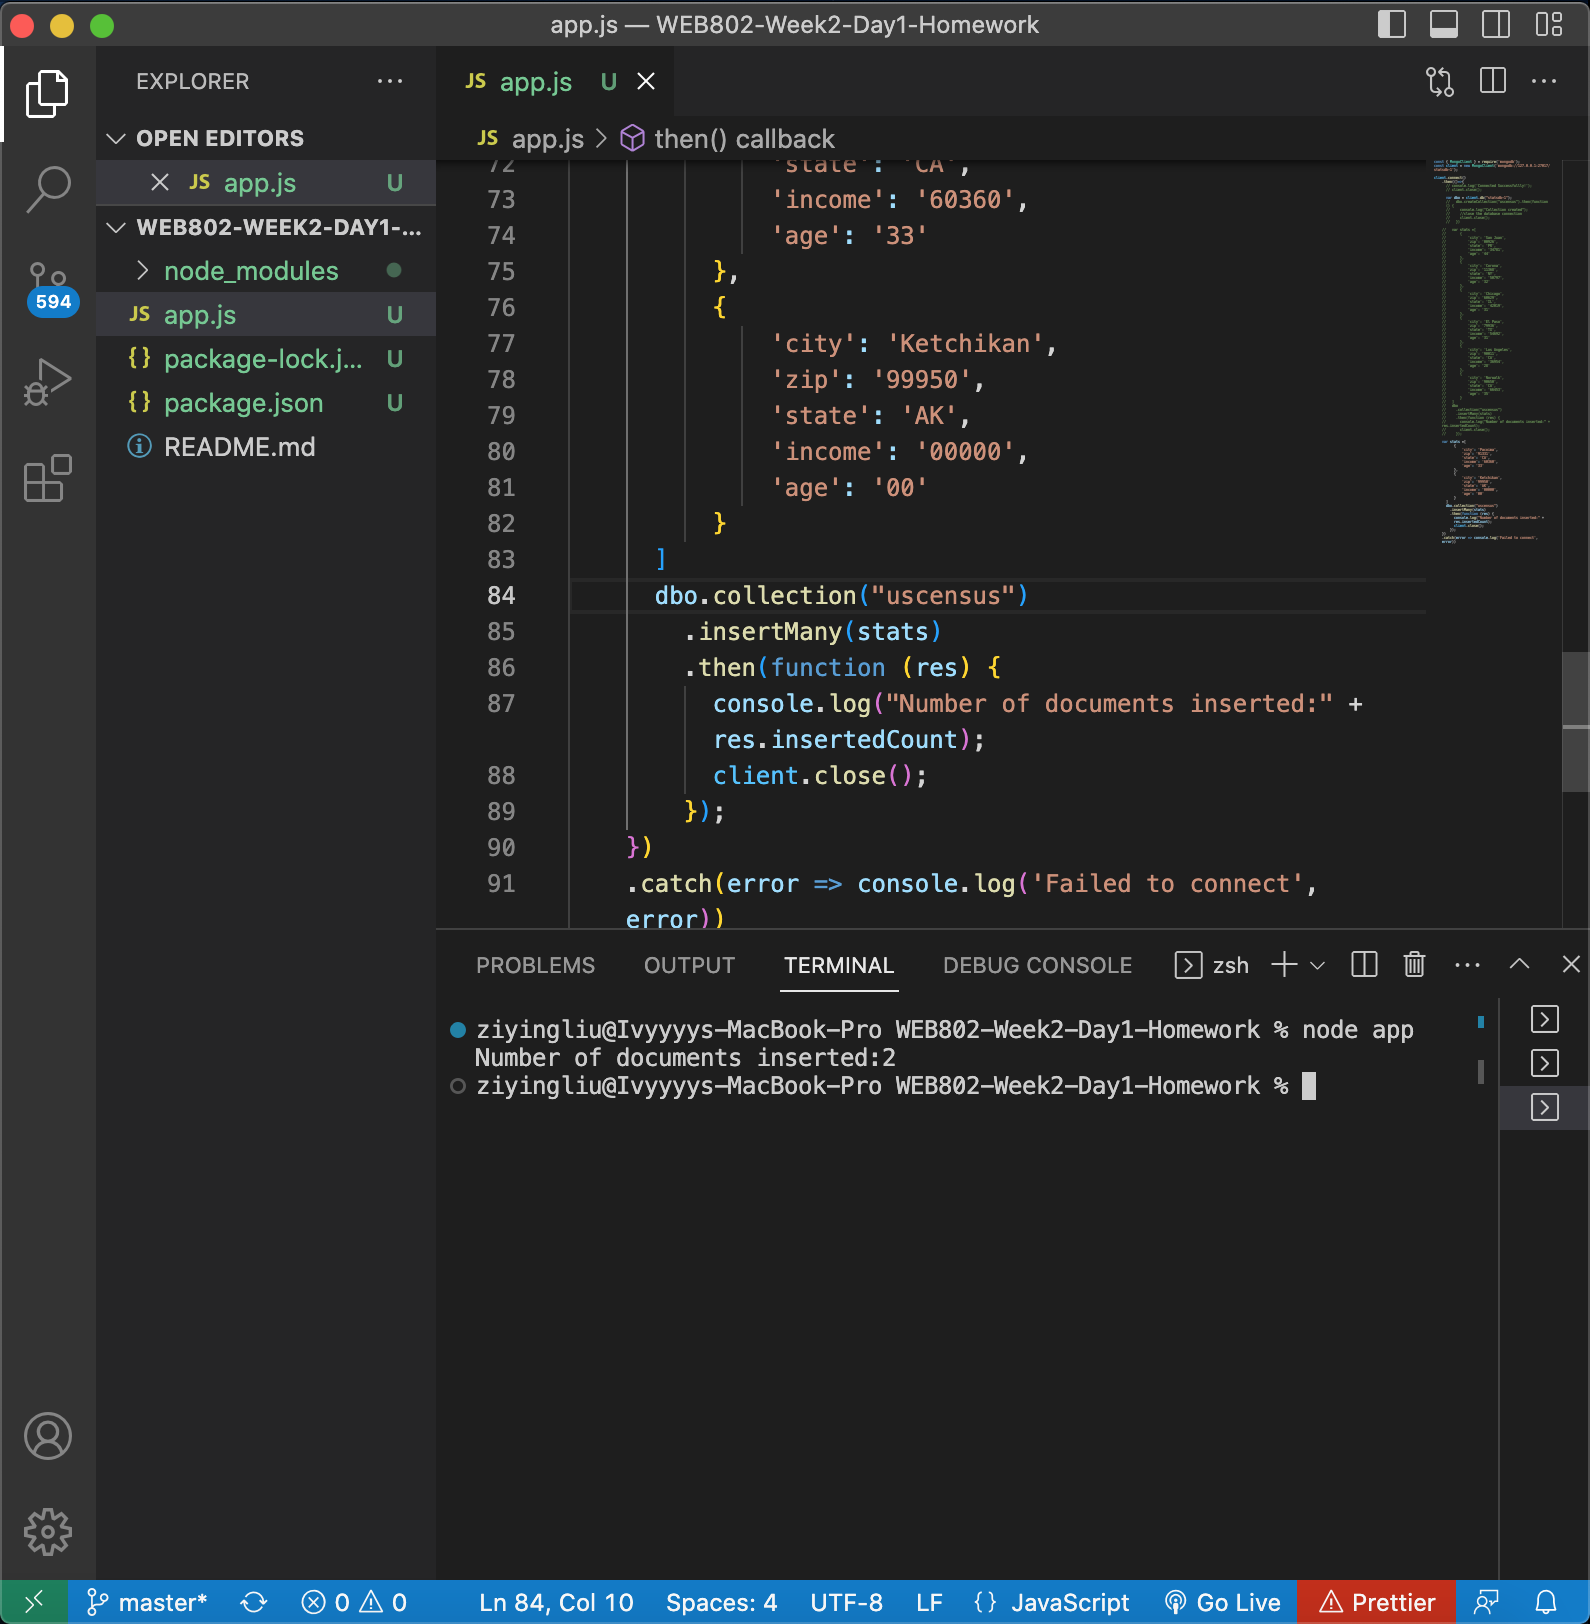 app.js — WEB802-Week2-Day1-Homework
EXPLORER
OPEN EDITORS
JS app.js U
WEB802-WEEK2-DAY1-...
node_modules
594
JS app.js U
{} package-lock.j... U
{} package.json U
README.md
JS app.js U
JS app.js > then() callback
72 'state': 'CA',
73 'income': '60360',
74 'age': '33'
75 },
76 {
77 'city': 'Ketchikan',
78 'zip': '99950',
79 'state': 'AK',
80 'income': '00000',
81 'age': '00'
82 }
83 ]
84 dbo.collection("uscensus")
85 .insertMany(stats)
86 .then(function (res) {
87 console.log("Number of documents inserted:" +
res.insertedCount);
88 client.close();
89 });
90 })
91 .catch(error => console.log('Failed to connect',
error))
PROBLEMS OUTPUT TERMINAL DEBUG CONSOLE zsh
ziyingliu@Ivyyyys-MacBook-Pro WEB802-Week2-Day1-Homework % node app
Number of documents inserted:2
ziyingliu@Ivyyyys-MacBook-Pro WEB802-Week2-Day1-Homework %
master* 0 0 Ln 84, Col 10 Spaces: 4 UTF-8 LF {} JavaScript Go Live Prettier